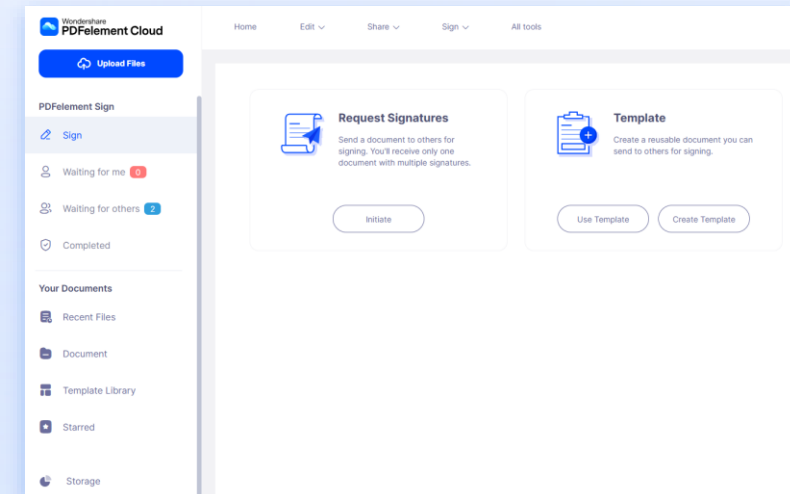 Wondershare
PDFelement Cloud
Home
Edit
Share
Sign
All tools
Upload Files
PDFelement Sign
Sign
Waiting for me 0
Waiting for others 2
Completed
Your Documents
Recent Files
Document
Template Library
Starred
Storage
Request Signatures
Send a document to others for
signing. You'll receive only one
document with multiple signatures.
Initiate
Template
Create a reusable document you can
send to others for signing.
Use Template
Create Template